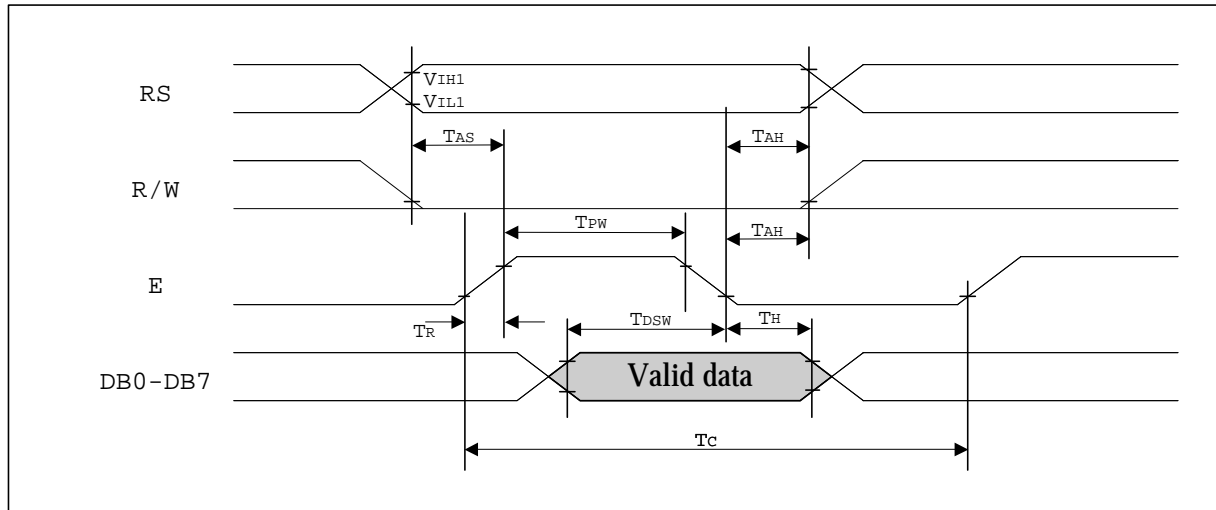 RS
VIH1
VIL1
TAS
TAH
R/W
TPW
TAH
E
TR
TDSW
TH
DB0-DB7
Valid data
TC